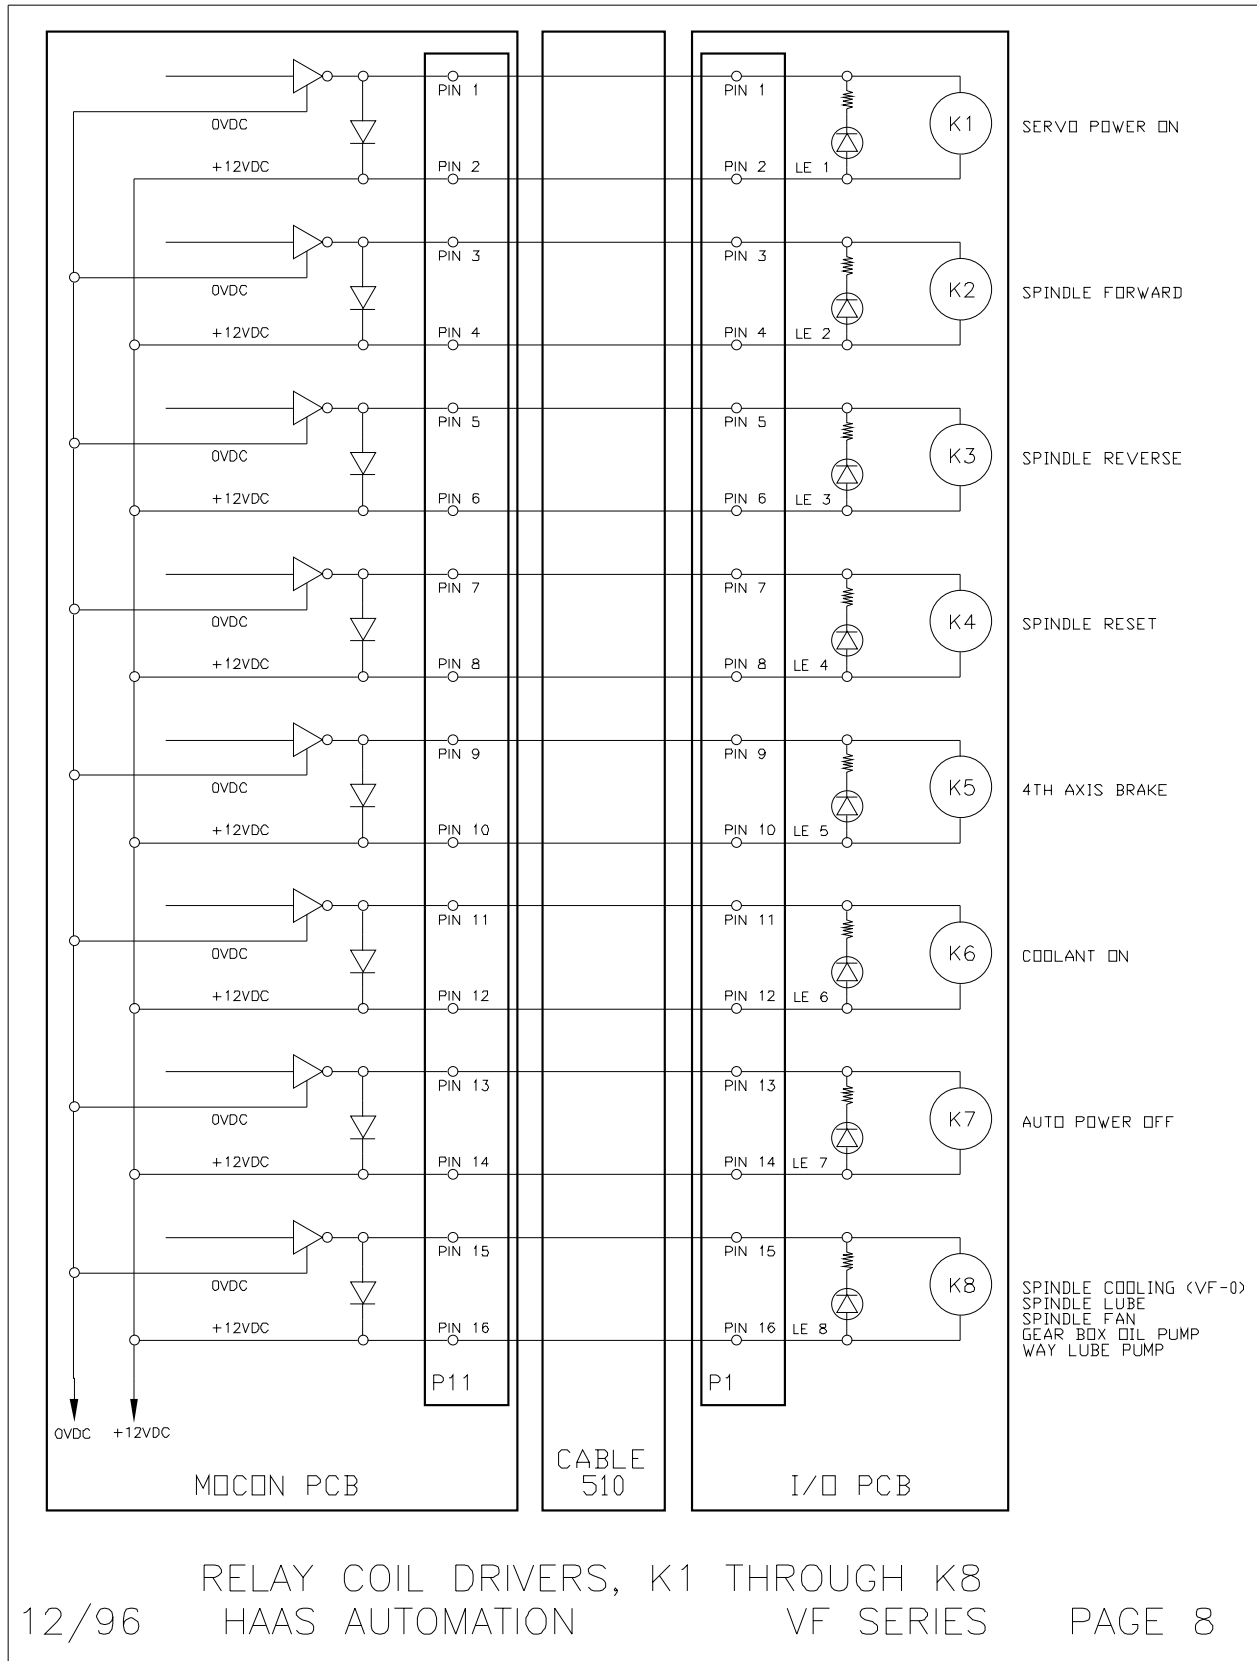 PIN 1 PIN 1
0VDC K1 SERVO POWER ON
+12VDC PIN 2 PIN 2 LE 1
PIN 3 PIN 3
0VDC K2 SPINDLE FORWARD
+12VDC PIN 4 PIN 4 LE 2
PIN 5 PIN 5
0VDC K3 SPINDLE REVERSE
+12VDC PIN 6 PIN 6 LE 3
PIN 7 PIN 7
0VDC K4 SPINDLE RESET
+12VDC PIN 8 PIN 8 LE 4
PIN 9 PIN 9
0VDC K5 4TH AXIS BRAKE
+12VDC PIN 10 PIN 10 LE 5
PIN 11 PIN 11
0VDC K6 COOLANT ON
+12VDC PIN 12 PIN 12 LE 6
PIN 13 PIN 13
0VDC K7 AUTO POWER OFF
+12VDC PIN 14 PIN 14 LE 7
PIN 15 PIN 15
0VDC K8 SPINDLE COOLING (VF-0)
SPINDLE LUBE
SPINDLE FAN
+12VDC PIN 16 PIN 16 LE 8 GEAR BOX OIL PUMP
WAY LUBE PUMP
P11 P1
0VDC +12VDC
MOCON PCB
CABLE
510
I/O PCB
RELAY COIL DRIVERS, K1 THROUGH K8
12/96 HAAS AUTOMATION VF SERIES PAGE 8